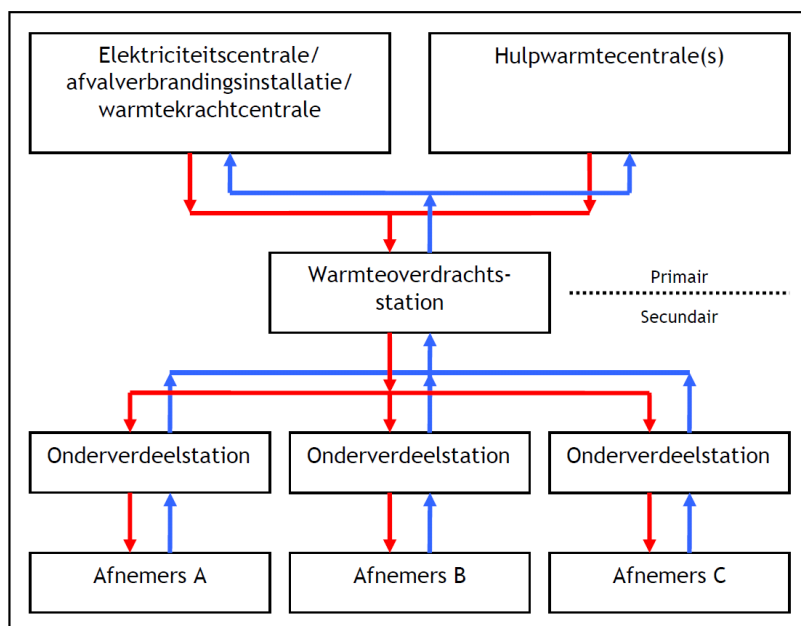 Elektriciteitscentrale/
afvalverbrandingsinstallatie/
warmtekrachtcentrale
Hulpwarmtecentrale(s)
Warmteoverdrachts-
station
Primair
Secundair
Onderverdeelstation
Onderverdeelstation
Onderverdeelstation
Afnemers A
Afnemers B
Afnemers C